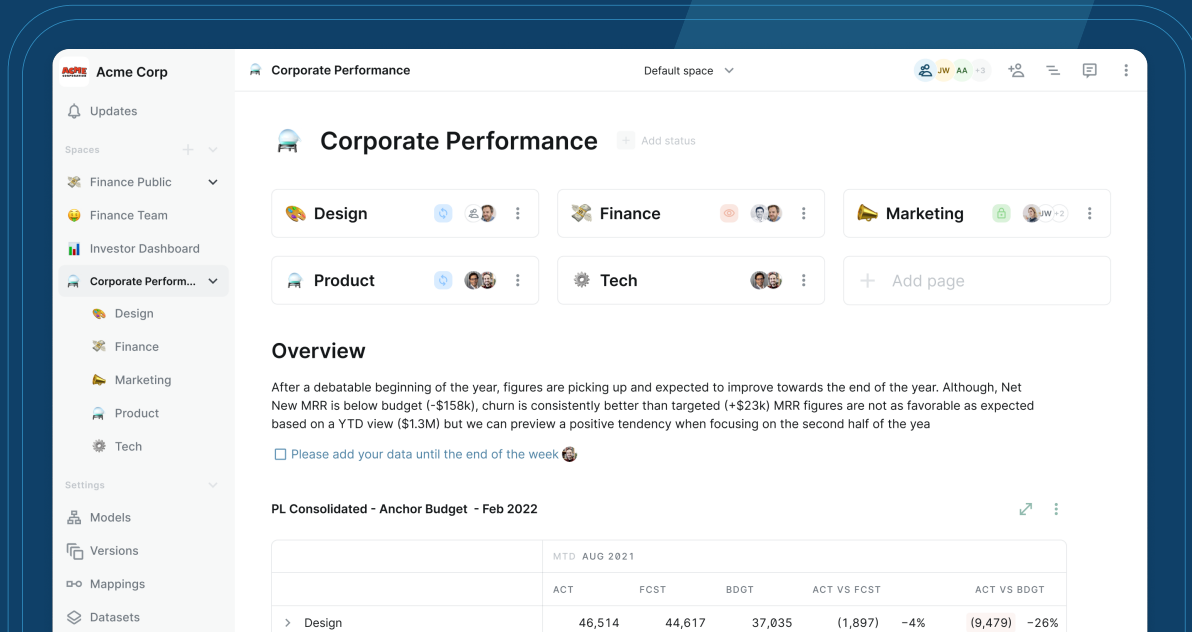 ACME
Acme Corp
Corporate Performance
Default space
JW AA +3
Updates
Spaces
Finance Public
Finance Team
Investor Dashboard
Corporate Perform...
Design
Finance
Marketing
Product
Tech
Settings
Models
Versions
Mappings
Datasets
Corporate Performance
Add status
Design
Finance
Marketing
JW +2
Product
Tech
Add page
Overview
After a debatable beginning of the year, figures are picking up and expected to improve towards the end of the year. Although, Net
New MRR is below budget (-$158k), churn is consistently better than targeted (+$23k) MRR figures are not as favorable as expected
based on a YTD view ($1.3M) but we can preview a positive tendency when focusing on the second half of the yea
Please add your data until the end of the week
PL Consolidated - Anchor Budget - Feb 2022
MTD AUG 2021
ACT FCST BDGT ACT VS FCST ACT VS BDGT
Design 46,514 44,617 37,035 (1,897) −4% (9,479) −26%